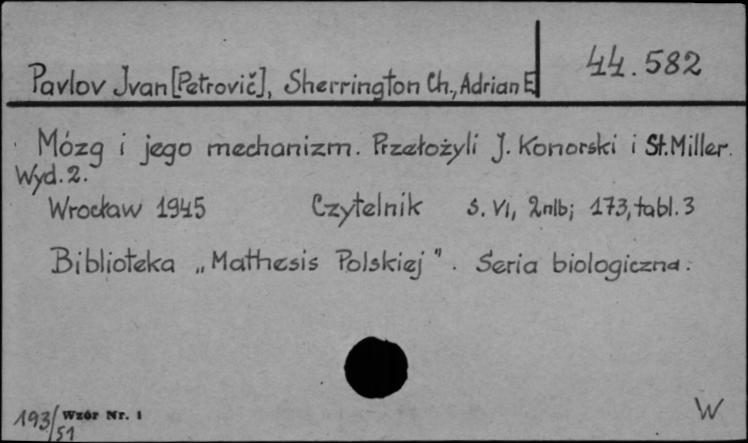 44.582
Pavlov Jvan [Petrovič], Sherrington Ch., Adrian E.
Mózg i jego mechanizm. Przełożyli J. Konorski i St. Miller.
Wyd. 2.
Wrocław 1945 Czytelnik S. VI, 2nlb; 173, tabl. 3
Biblioteka „Mathesis Polskiej". Seria biologiczna.
193/51 Wzór Nr. 1
W